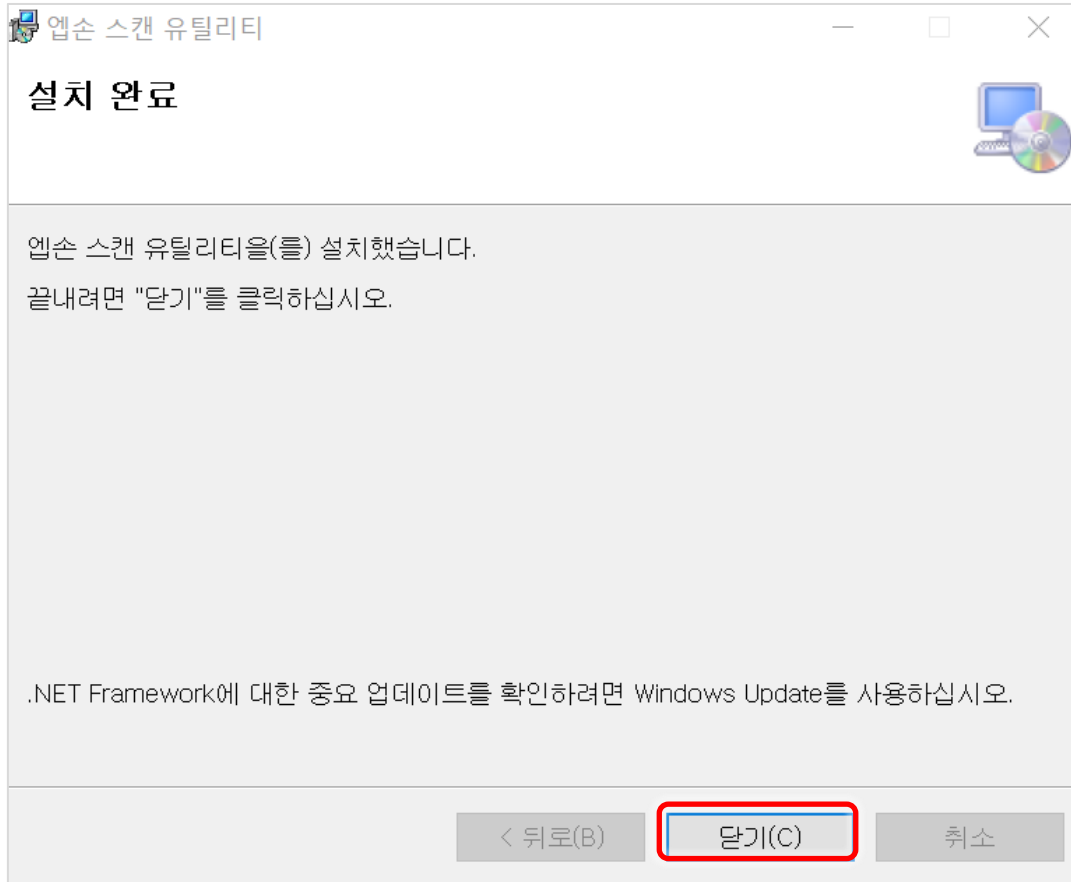 엡손 스캔 유틸리티
설치 완료
엡손 스캔 유틸리티을(를) 설치했습니다.
끝내려면 "닫기"를 클릭하십시오.
.NET Framework에 대한 중요 업데이트를 확인하려면 Windows Update를 사용하십시오.
< 뒤로(B) 닫기(C) 취소